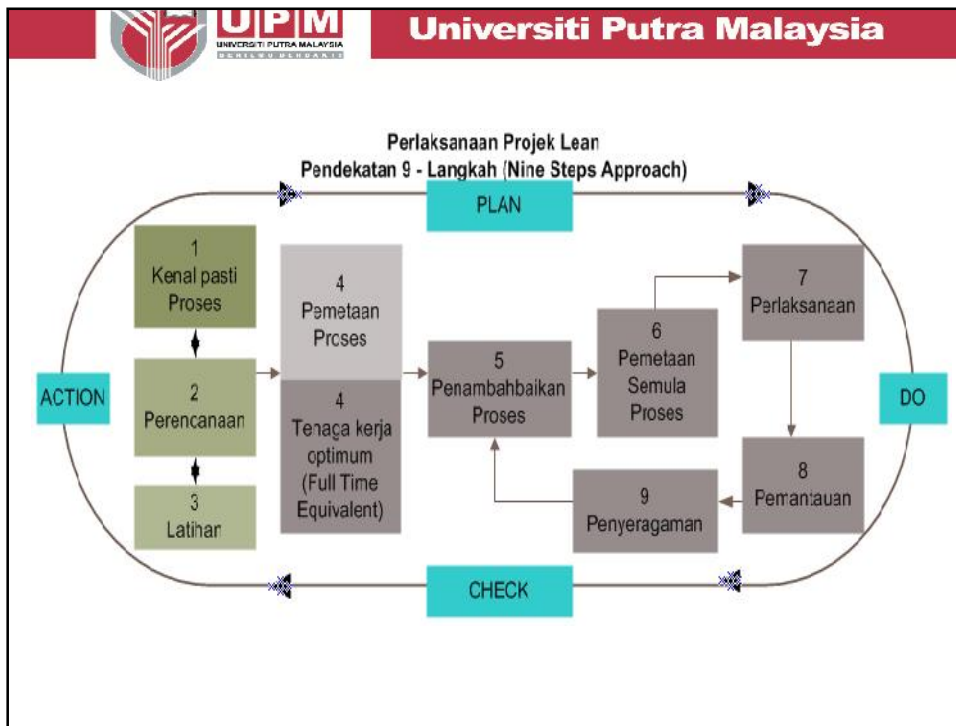 UPM
UNIVERSITI PUTRA MALAYSIA
BERILMU BERBAKTI
Universiti Putra Malaysia
Perlaksanaan Projek Lean
Pendekatan 9 - Langkah (Nine Steps Approach)
PLAN
1
Kenal pasti
Proses
2
Perencanaan
3
Latihan
4
Pemetaan
Proses
4
Tenaga kerja
optimum
(Full Time
Equivalent)
5
Penambahbaikan
Proses
6
Pemetaan
Semula
Proses
7
Perlaksanaan
8
Pemantauan
9
Penyeragaman
ACTION
DO
CHECK